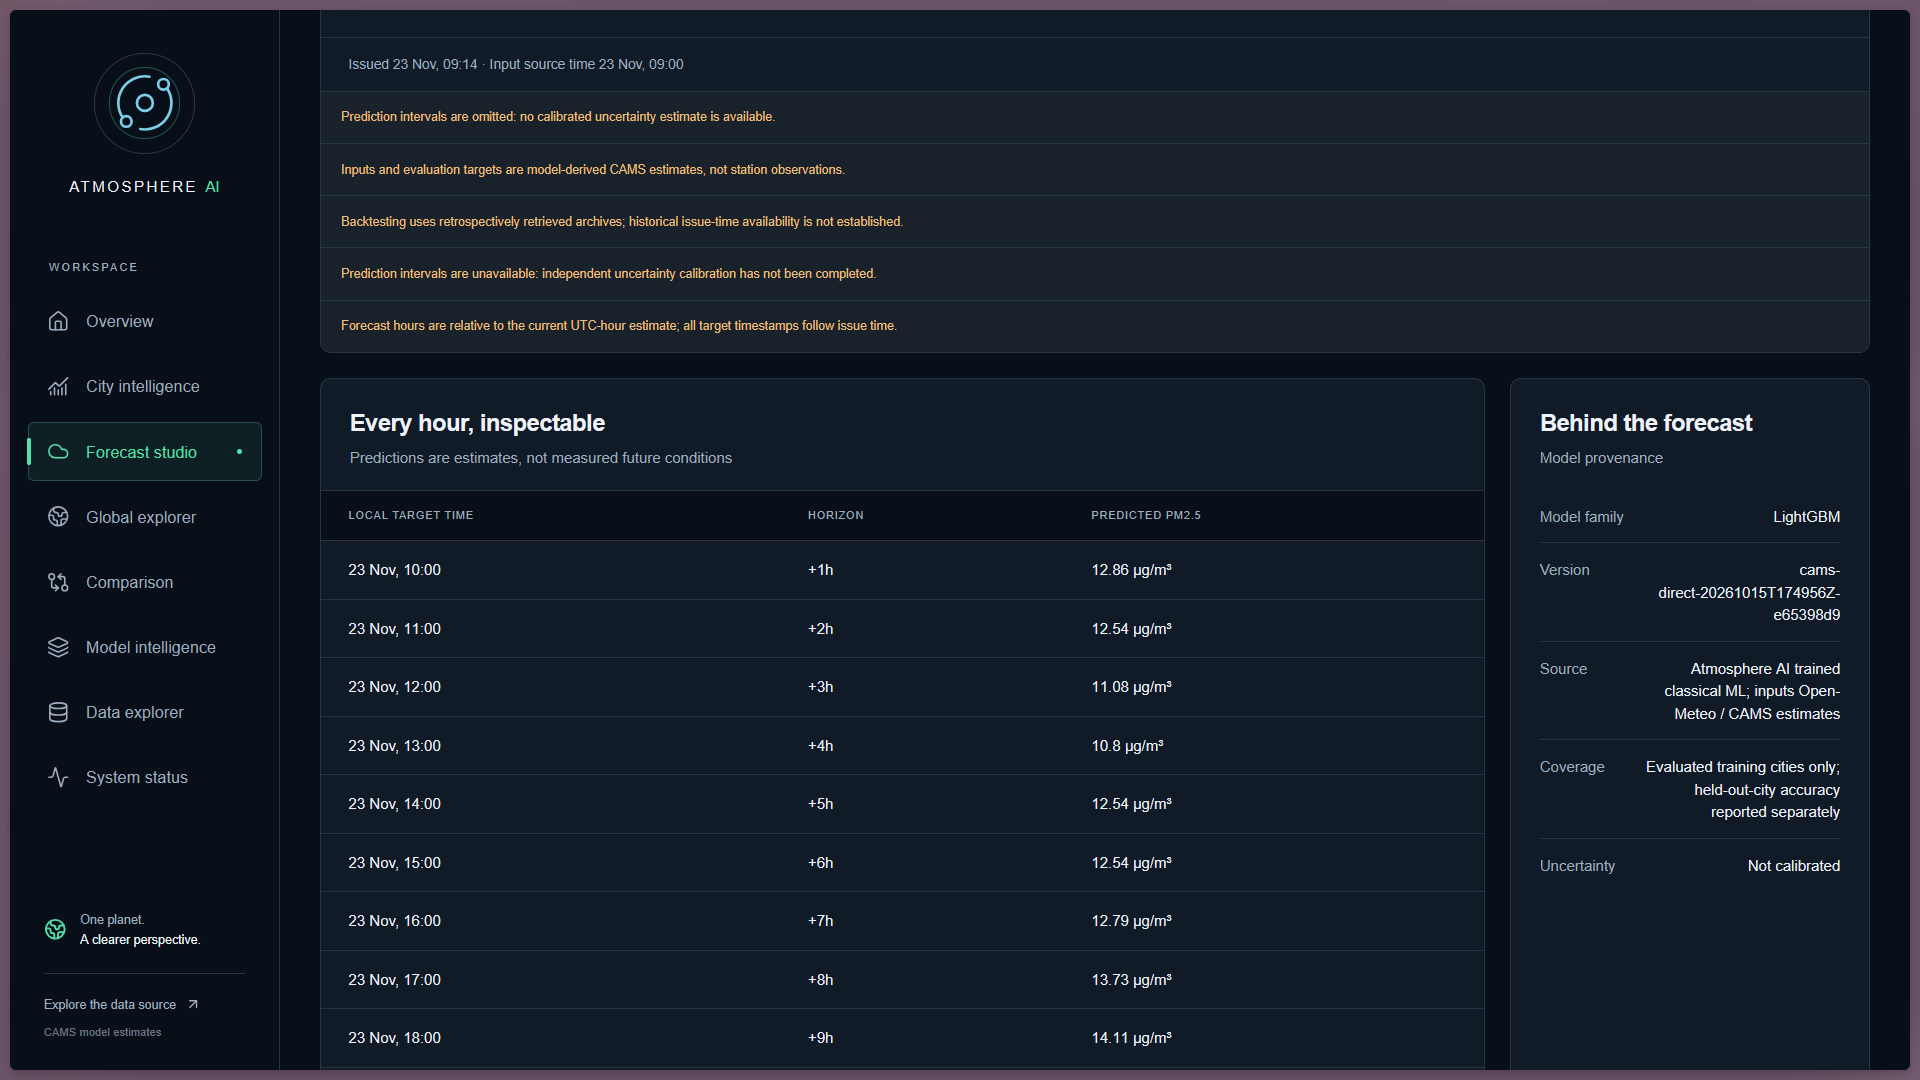 ATMOSPHERE AI
WORKSPACE
Overview
City intelligence
Forecast studio
Global explorer
Comparison
Model intelligence
Data explorer
System status
One planet.
A clearer perspective.
Explore the data source
CAMS model estimates
Issued 23 Nov, 09:14 · Input source time 23 Nov, 09:00
Prediction intervals are omitted: no calibrated uncertainty estimate is available.
Inputs and evaluation targets are model-derived CAMS estimates, not station observations.
Backtesting uses retrospectively retrieved archives; historical issue-time availability is not established.
Prediction intervals are unavailable: independent uncertainty calibration has not been completed.
Forecast hours are relative to the current UTC-hour estimate; all target timestamps follow issue time.
Every hour, inspectable
Predictions are estimates, not measured future conditions
LOCAL TARGET TIME HORIZON PREDICTED PM2.5
23 Nov, 10:00 +1h 12.86 µg/m³
23 Nov, 11:00 +2h 12.54 µg/m³
23 Nov, 12:00 +3h 11.08 µg/m³
23 Nov, 13:00 +4h 10.8 µg/m³
23 Nov, 14:00 +5h 12.54 µg/m³
23 Nov, 15:00 +6h 12.54 µg/m³
23 Nov, 16:00 +7h 12.79 µg/m³
23 Nov, 17:00 +8h 13.73 µg/m³
23 Nov, 18:00 +9h 14.11 µg/m³
Behind the forecast
Model provenance
Model family LightGBM
Version cams-
direct-20261015T174956Z-
e65398d9
Source Atmosphere AI trained
classical ML; inputs Open-
Meteo / CAMS estimates
Coverage Evaluated training cities only;
held-out-city accuracy
reported separately
Uncertainty Not calibrated